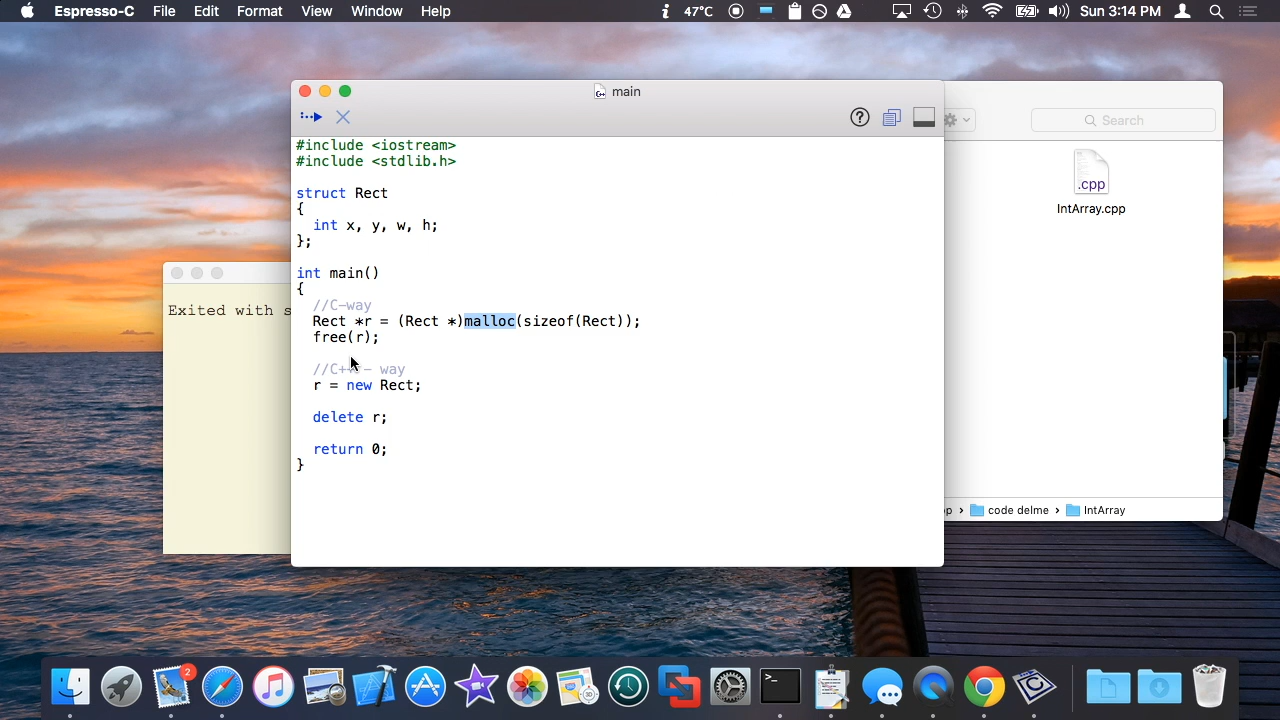 Espresso-C File Edit Format View Window Help 47°C Sun 3:14 PM
main
Search
#include <iostream>
#include <stdlib.h>
struct Rect
{
int x, y, w, h;
};
int main()
{
//C-way
Rect *r = (Rect *)malloc(sizeof(Rect));
free(r);
//C++ - way
r = new Rect;
delete r;
return 0;
}
Exited with s
.cpp
IntArray.cpp
p › code delme › IntArray
2